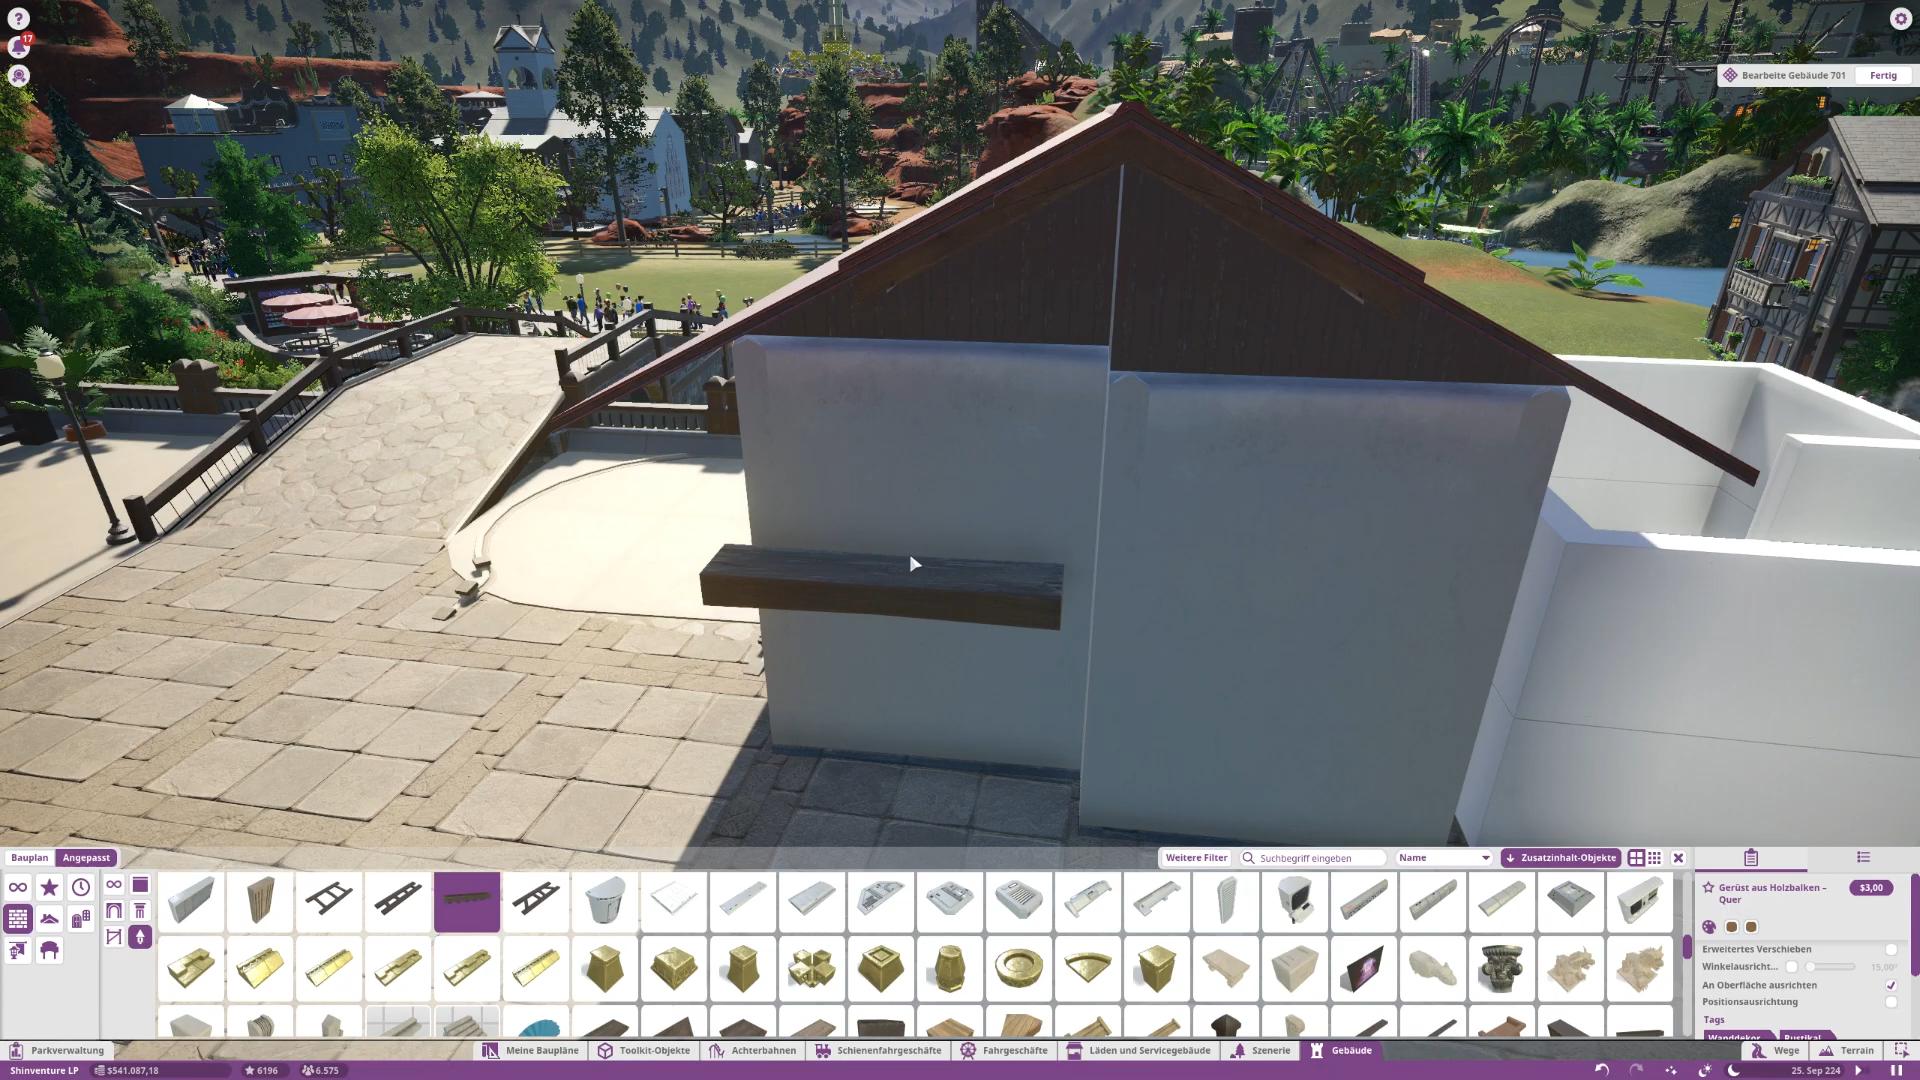 17
Bearbeite Gebäude 701
Fertig
Bauplan
Angepasst
Weitere Filter
Suchbegriff eingeben
Name
Zusatzinhalt-Objekte
Gerüst aus Holzbalken –
Quer
$3,00
Erweitertes Verschieben
Winkelausricht...
15,00°
An Oberfläche ausrichten
Positionsausrichtung
Tags
Wanddekor
Rustikal
Parkverwaltung
Meine Baupläne
Toolkit-Objekte
Achterbahnen
Schienenfahrgeschäfte
Fahrgeschäfte
Läden und Servicegebäude
Szenerie
Gebäude
Wege
Terrain
Shinventure LP
$541.087,18
6196
6.575
25. Sep 224